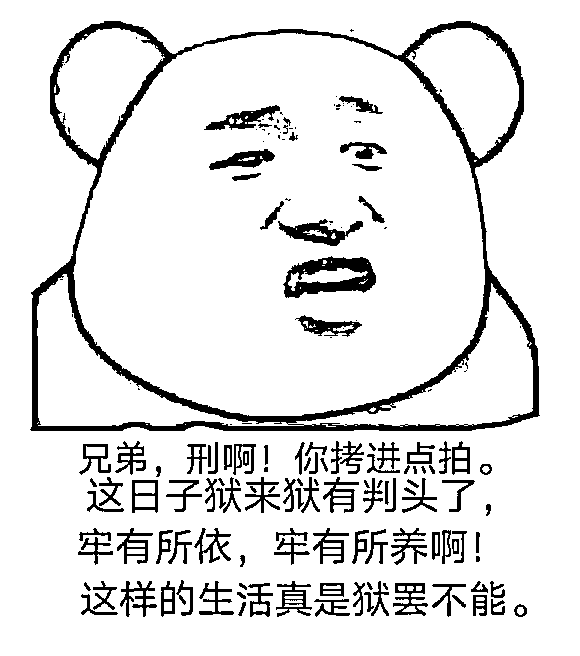 兄弟，刑啊！你拷进点拍。
这日子狱来狱有判头了，
牢有所依，牢有所养啊！
这样的生活真是狱罢不能。